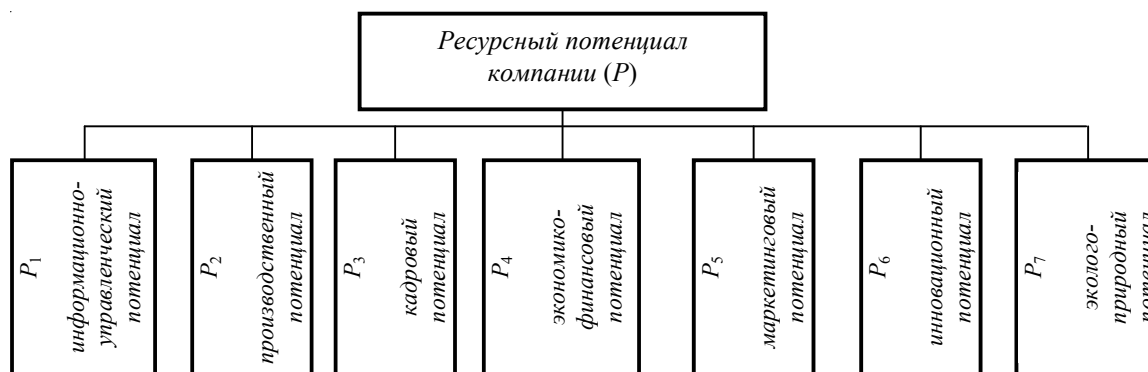 Ресурсный потенциал
компании (P)
P1
информационно-
управленческий
потенциал
P2
производственный
потенциал
P3
кадровый
потенциал
P4
экономико-
финансовый
потенциал
P5
маркетинговый
потенциал
P6
инновационный
потенциал
P7
эколого-
природный
потенциал